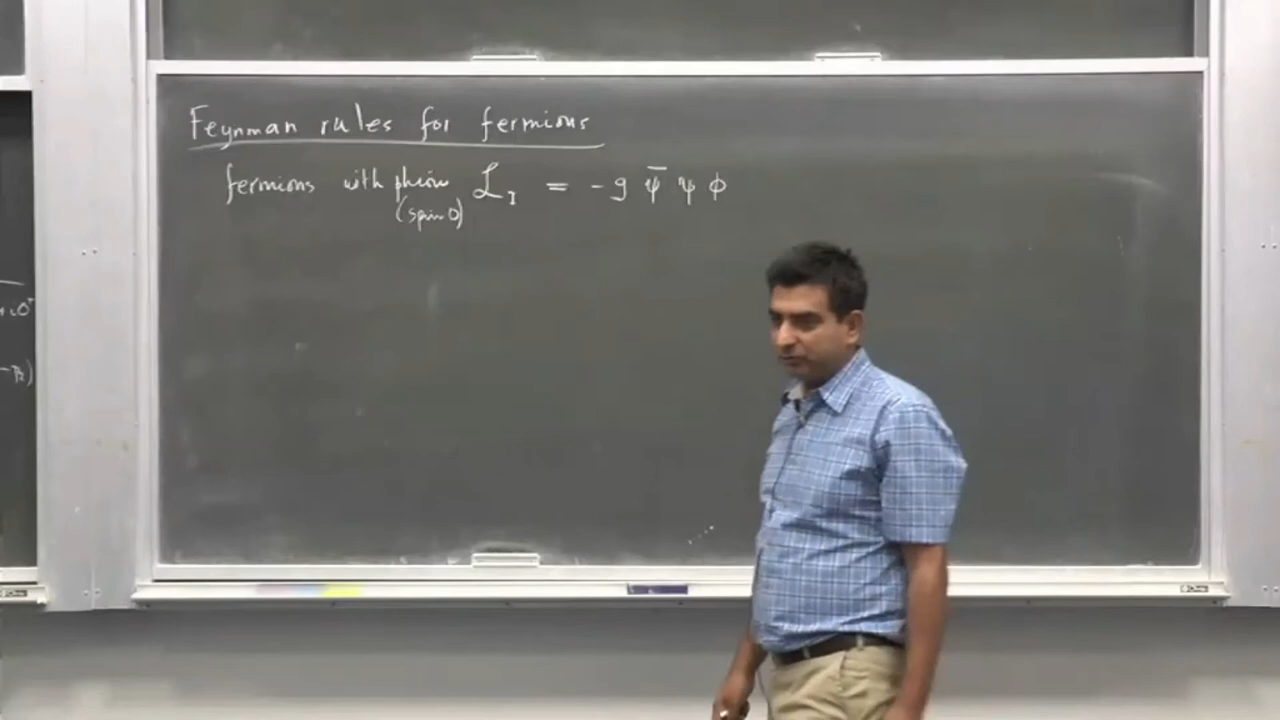 Feynman rules for fermions
fermions with phion ℒ_I = -g ψ̄ ψ φ
(spin 0)